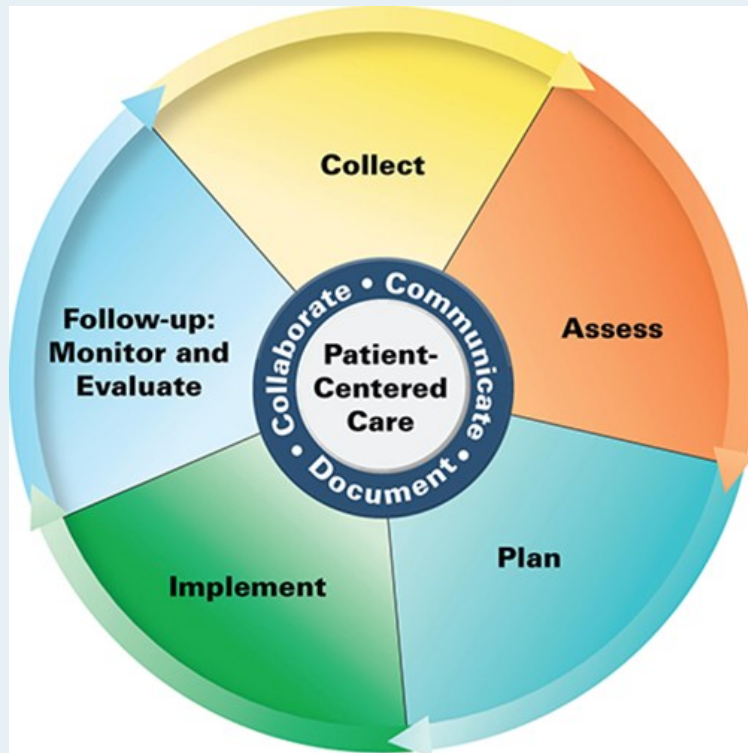 Collect
Assess
Plan
Implement
Follow-up:
Monitor and
Evaluate
Collaborate • Communicate • Document •
Patient-
Centered
Care